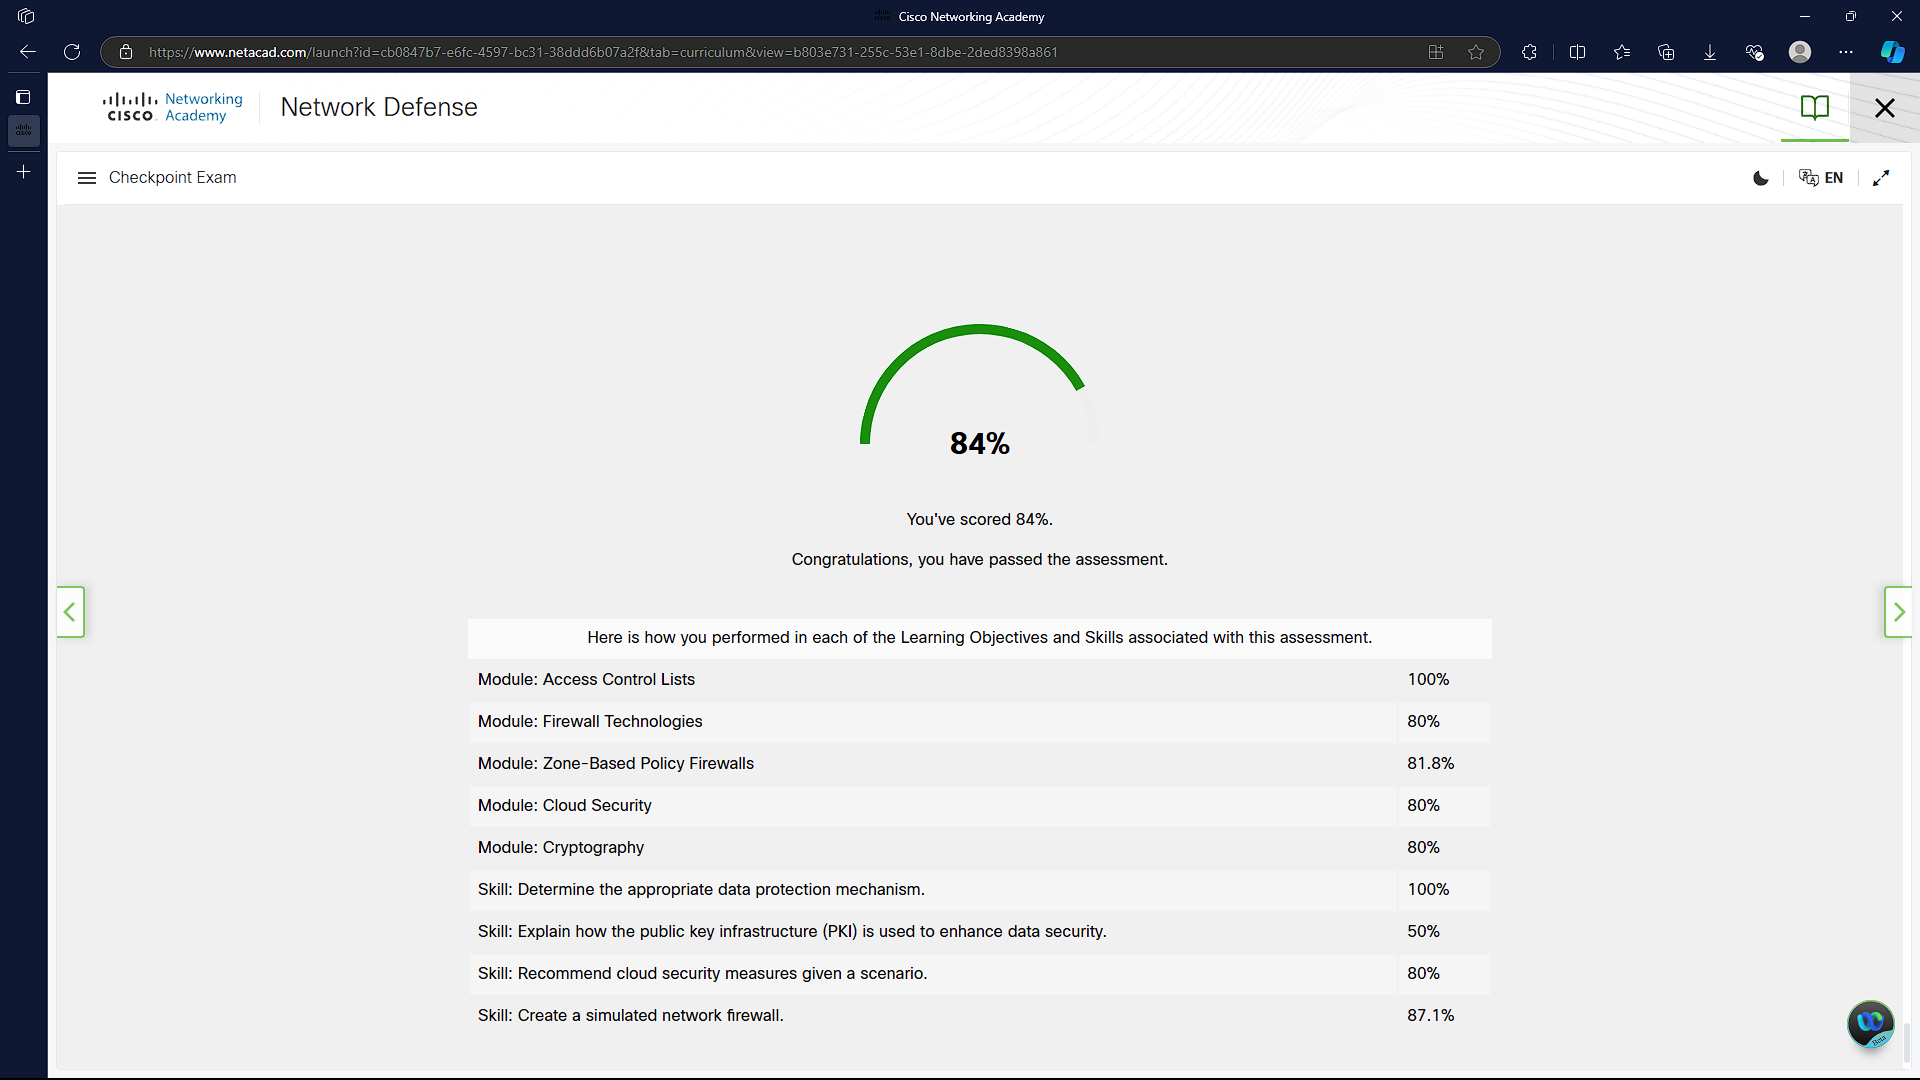 Cisco Networking Academy
https://www.netacad.com/launch?id=cb0847b7-e6fc-4597-bc31-38ddd6b07a2f&tab=curriculum&view=b803e731-255c-53e1-8dbe-2ded8398a861
Networking
CISCO Academy
Network Defense
Checkpoint Exam
EN
84%
You've scored 84%.
Congratulations, you have passed the assessment.
Here is how you performed in each of the Learning Objectives and Skills associated with this assessment.
Module: Access Control Lists 100%
Module: Firewall Technologies 80%
Module: Zone-Based Policy Firewalls 81.8%
Module: Cloud Security 80%
Module: Cryptography 80%
Skill: Determine the appropriate data protection mechanism. 100%
Skill: Explain how the public key infrastructure (PKI) is used to enhance data security. 50%
Skill: Recommend cloud security measures given a scenario. 80%
Skill: Create a simulated network firewall. 87.1%
Beta